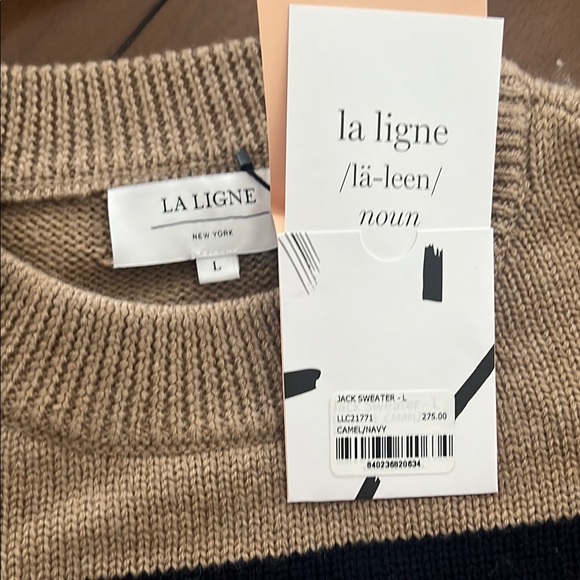 LA LIGNE
NEW YORK
L
la ligne
/lä-leen/
noun
JACK SWEATER - L
LLC21771 275.00
CAMEL/NAVY
840236820634